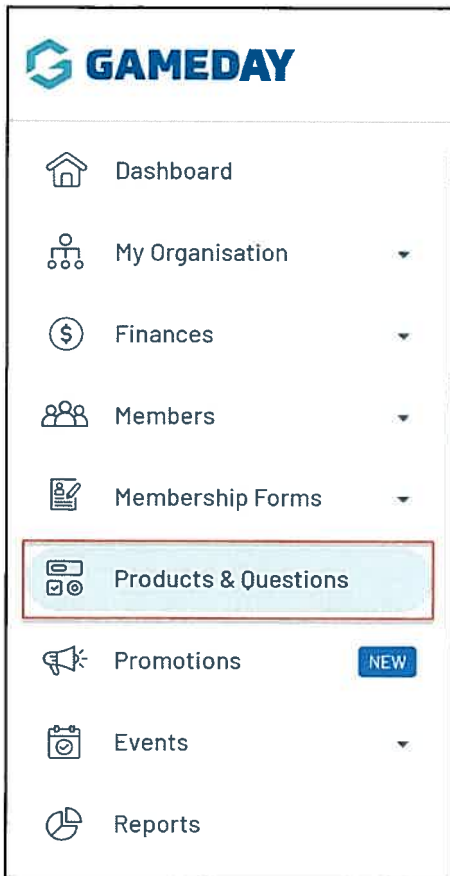 GAMEDAY
Dashboard
My Organisation
$ Finances
Members
Membership Forms
Products & Questions
Promotions NEW
Events
Reports